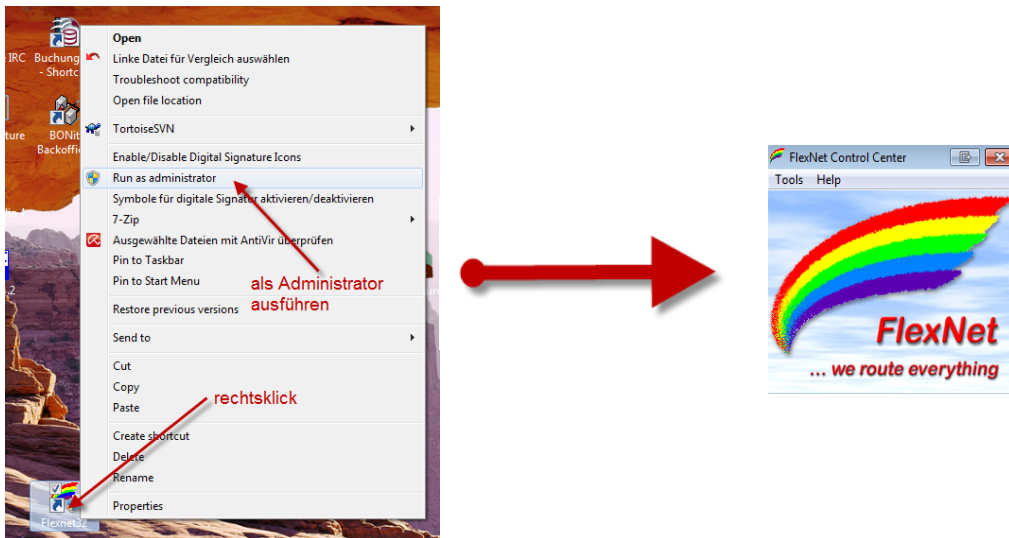 IRC
Buchung
- Shortc
ture
BONit
Backoffi
Open
Linke Datei für Vergleich auswählen
Troubleshoot compatibility
Open file location
TortoiseSVN
Enable/Disable Digital Signature Icons
Run as administrator
Symbole für digitale Signatur aktivieren/deaktivieren
7-Zip
Ausgewählte Dateien mit AntiVir überprüfen
Pin to Taskbar
Pin to Start Menu
als Administrator
ausführen
Restore previous versions
Send to
Cut
Copy
Paste
rechtsklick
Create shortcut
Delete
Rename
Properties
Flexnet32
FlexNet Control Center
Tools Help
FlexNet
... we route everything